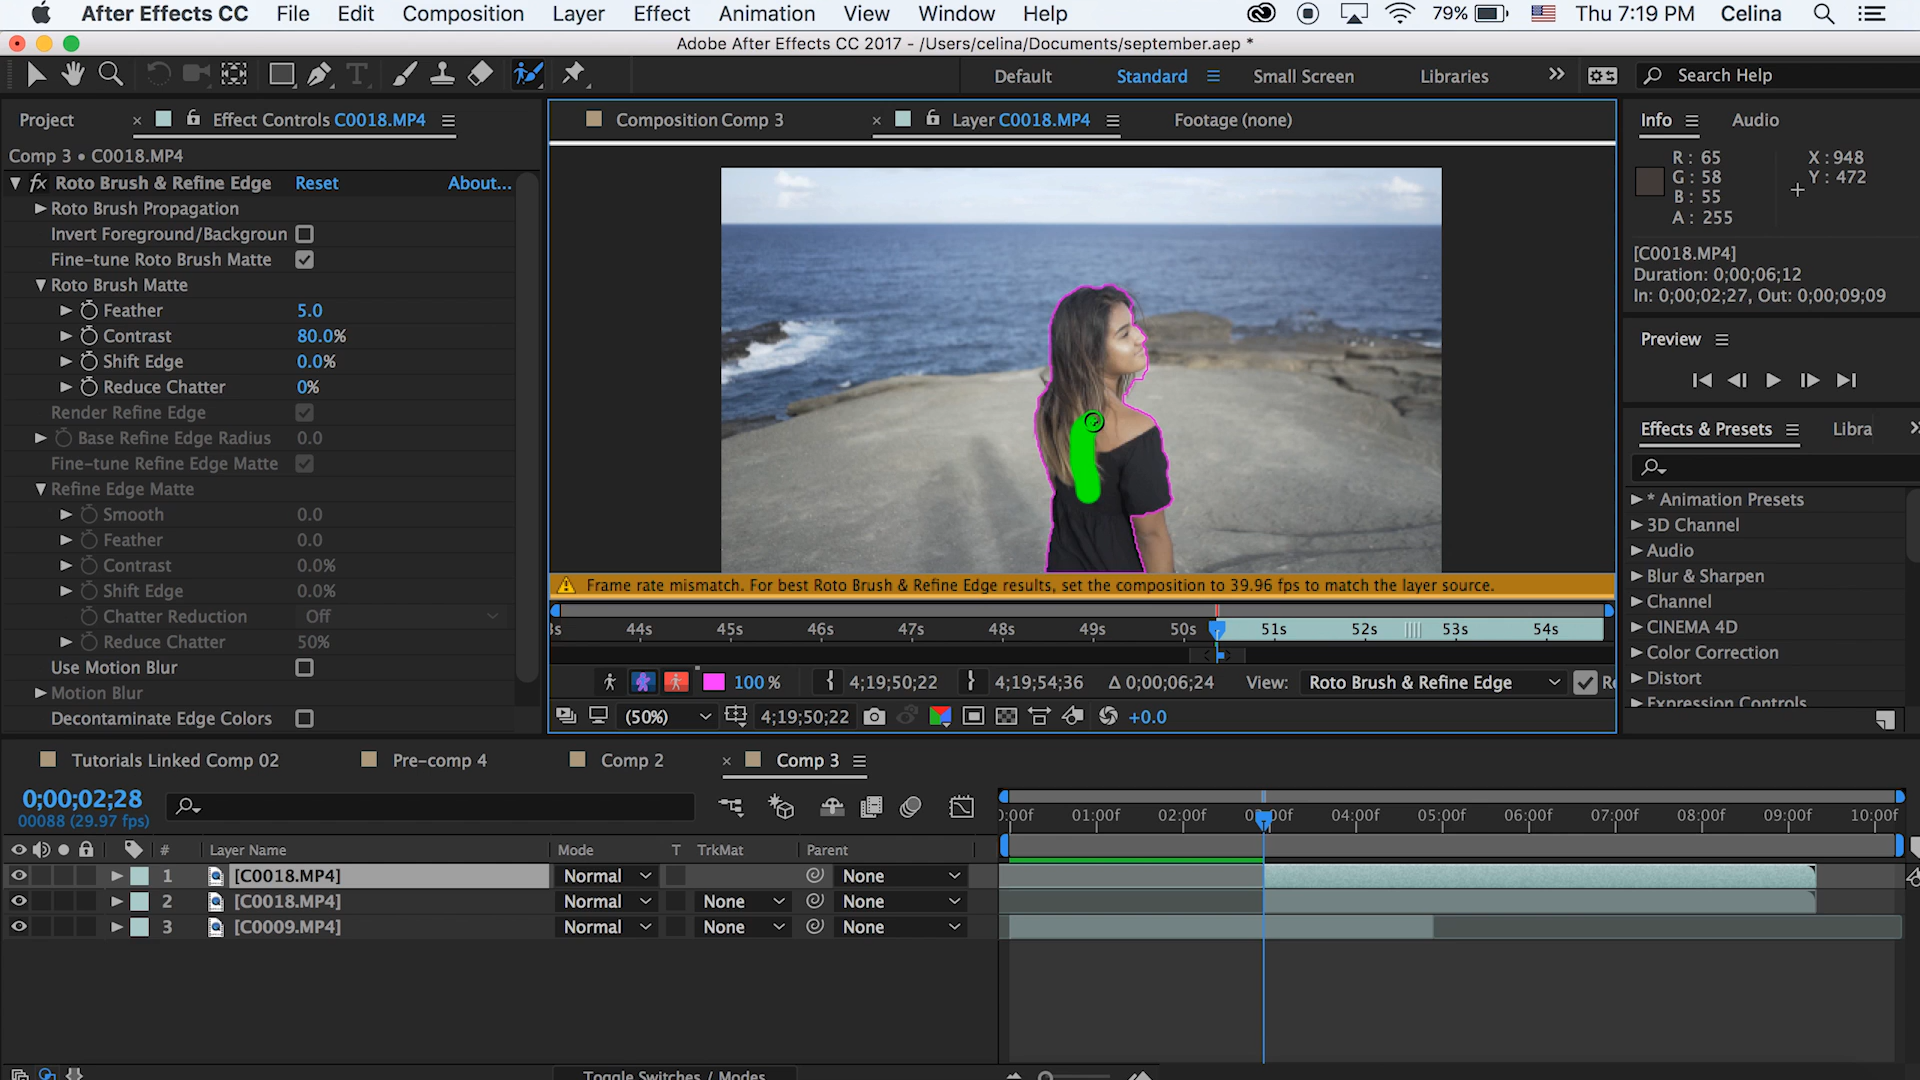 After Effects CC File Edit Composition Layer Effect Animation View Window Help 79% Thu 7:19 PM Celina
Adobe After Effects CC 2017 - /Users/celina/Documents/september.aep *
Default Standard Small Screen Libraries Search Help
Project × Effect Controls C0018.MP4
Comp 3 • C0018.MP4
fx Roto Brush & Refine Edge Reset About...
Roto Brush Propagation
Invert Foreground/Backgroun
Fine-tune Roto Brush Matte
Roto Brush Matte
Feather 5.0
Contrast 80.0%
Shift Edge 0.0%
Reduce Chatter 0%
Render Refine Edge
Base Refine Edge Radius 0.0
Fine-tune Refine Edge Matte
Refine Edge Matte
Smooth 0.0
Feather 0.0
Contrast 0.0%
Shift Edge 0.0%
Chatter Reduction Off
Reduce Chatter 50%
Use Motion Blur
Motion Blur
Decontaminate Edge Colors
Composition Comp 3 × Layer C0018.MP4 Footage (none)
Frame rate mismatch. For best Roto Brush & Refine Edge results, set the composition to 39.96 fps to match the layer source.
44s 45s 46s 47s 48s 49s 50s 51s 52s 53s 54s
100 % 4;19;50;22 4;19;54;36 Δ 0;00;06;24 View: Roto Brush & Refine Edge
(50%) 4;19;50;22 +0.0
Info Audio
R : 65 X : 948
G : 58 Y : 472
B : 55
A : 255
[C0018.MP4]
Duration: 0;00;06;12
In: 0;00;02;27, Out: 0;00;09;09
Preview
Effects & Presets Libra
* Animation Presets
3D Channel
Audio
Blur & Sharpen
Channel
CINEMA 4D
Color Correction
Distort
Expression Controls
Tutorials Linked Comp 02 Pre-comp 4 Comp 2 × Comp 3
0;00;02;28
00088 (29.97 fps)
01:00f 02:00f 04:00f 05:00f 06:00f 07:00f 08:00f 09:00f 10:00f
# Layer Name Mode T TrkMat Parent
1 [C0018.MP4] Normal None
2 [C0018.MP4] Normal None None
3 [C0009.MP4] Normal None None
Toggle Switches / Modes